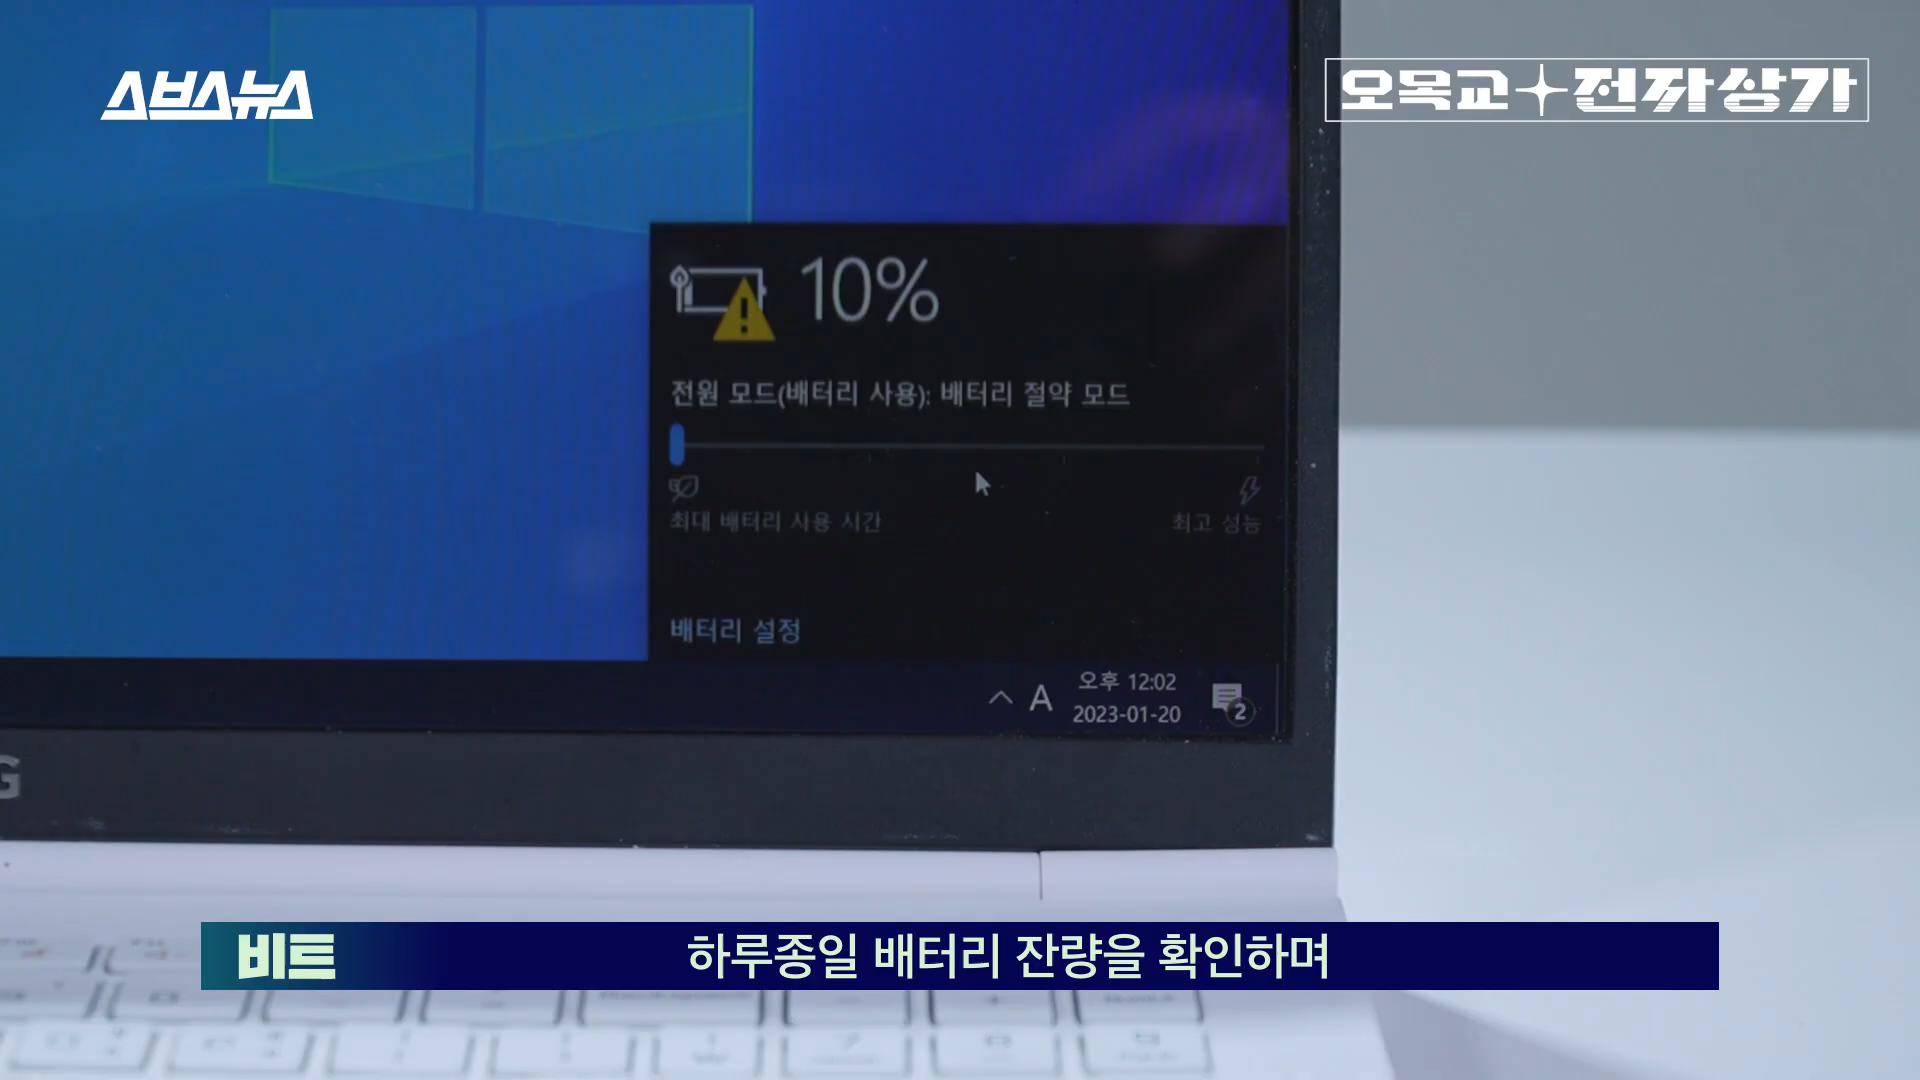 스브스뉴스
오목교 전자상가
10%
전원 모드(배터리 사용): 배터리 절약 모드
최대 배터리 사용 시간
최고 성능
배터리 설정
A
오후 12:02
2023-01-20
2
G
비트
하루종일 배터리 잔량을 확인하며